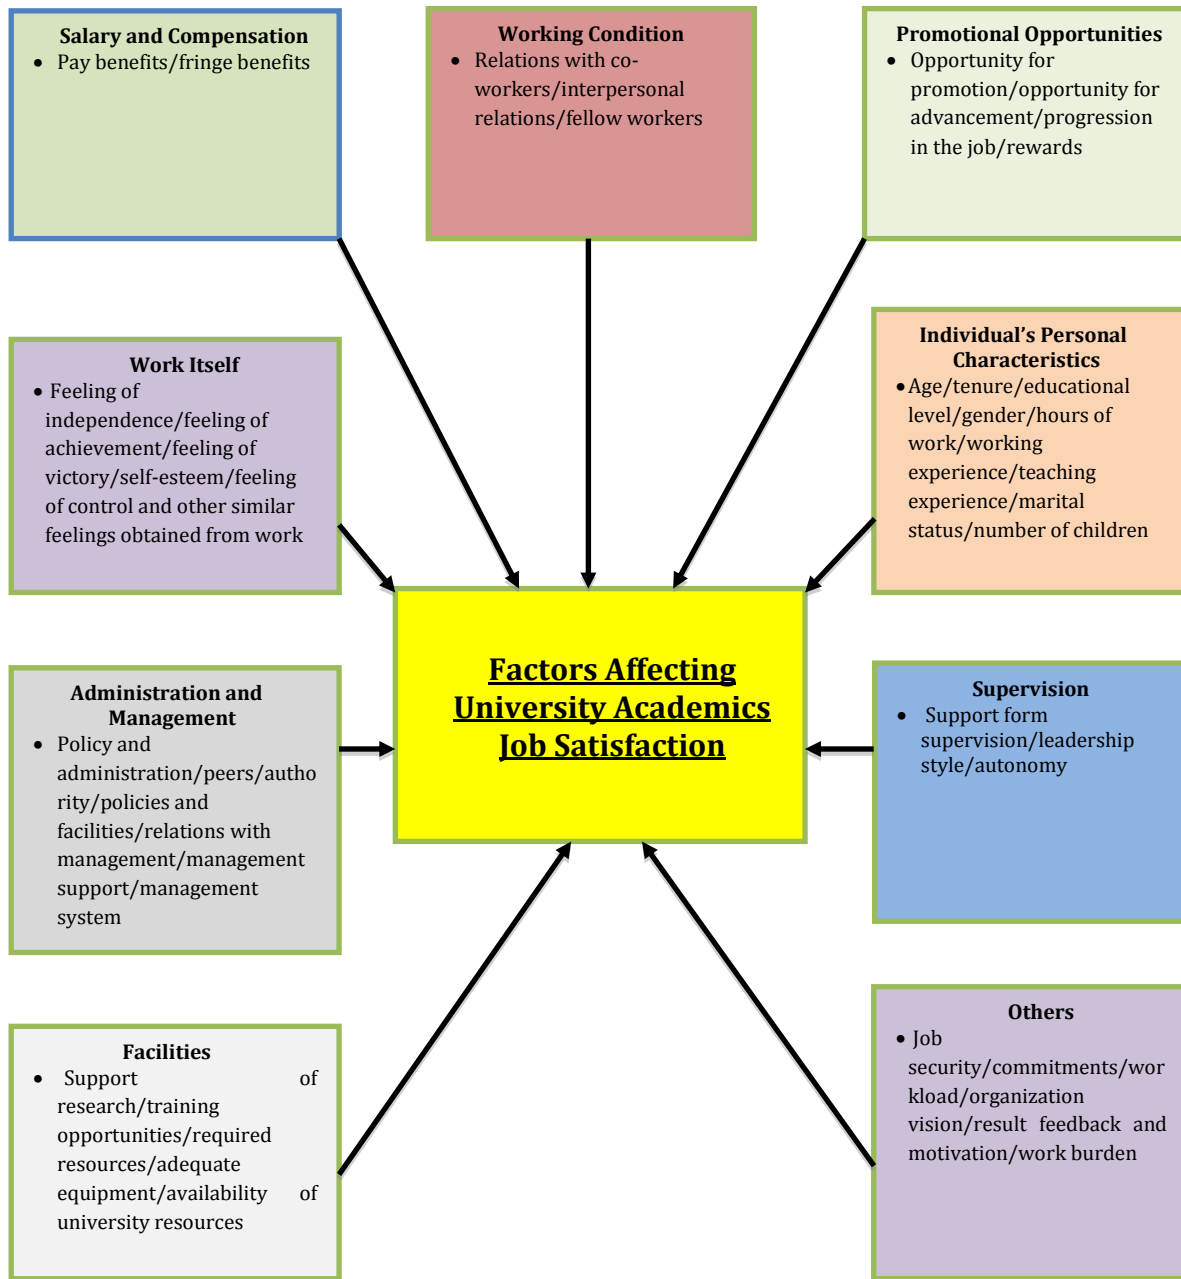 Salary and Compensation
• Pay benefits/fringe benefits
Working Condition
• Relations with co-
workers/interpersonal
relations/fellow workers
Promotional Opportunities
• Opportunity for
promotion/opportunity for
advancement/progression
in the job/rewards
Work Itself
• Feeling of
independence/feeling of
achievement/feeling of
victory/self-esteem/feeling
of control and other similar
feelings obtained from work
Individual’s Personal
Characteristics
• Age/tenure/educational
level/gender/hours of
work/working
experience/teaching
experience/marital
status/number of children
Factors Affecting
University Academics
Job Satisfaction
Administration and
Management
• Policy and
administration/peers/autho
rity/policies and
facilities/relations with
management/management
support/management
system
Supervision
• Support form
supervision/leadership
style/autonomy
Facilities
• Support of
research/training
opportunities/required
resources/adequate
equipment/availability of
university resources
Others
• Job
security/commitments/wor
kload/organization
vision/result feedback and
motivation/work burden